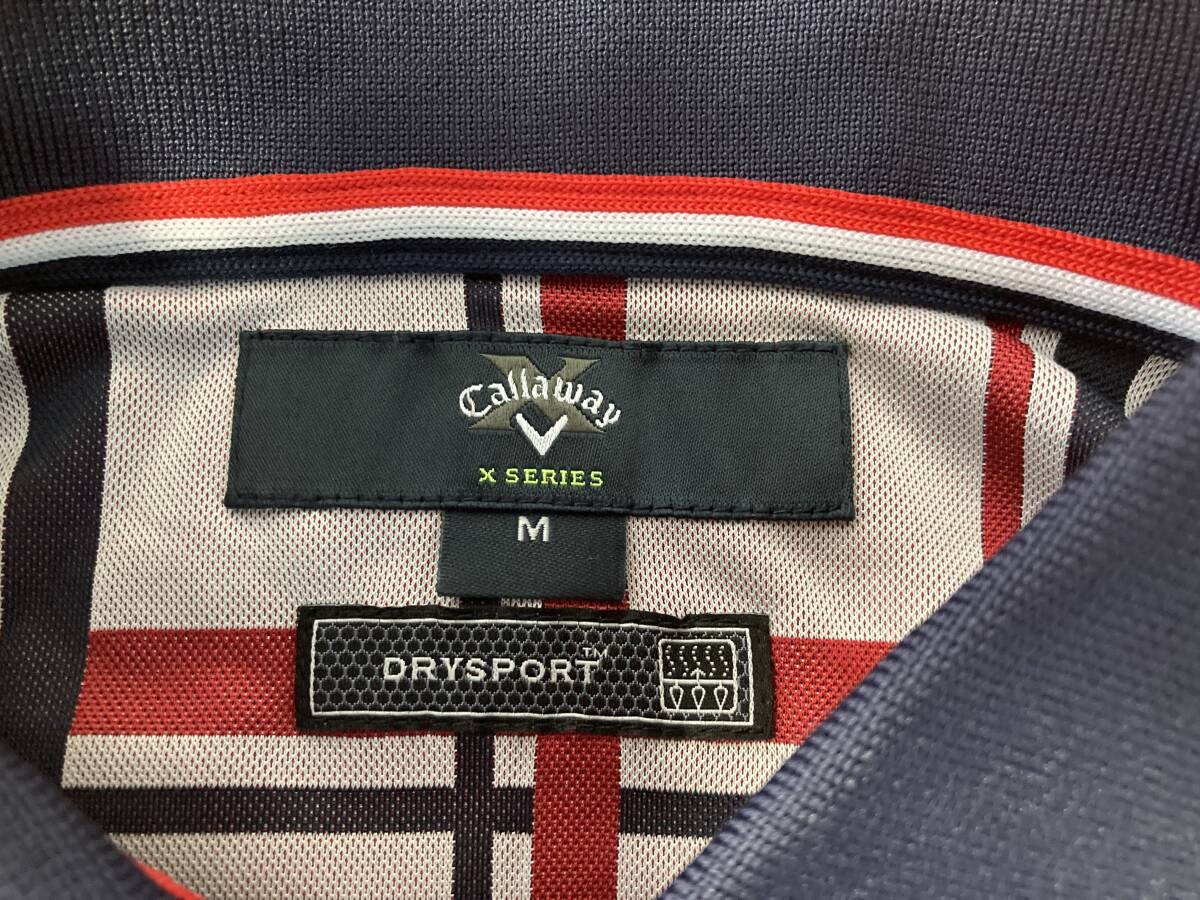 X
Callaway
X SERIES
M
DRYSPORT™